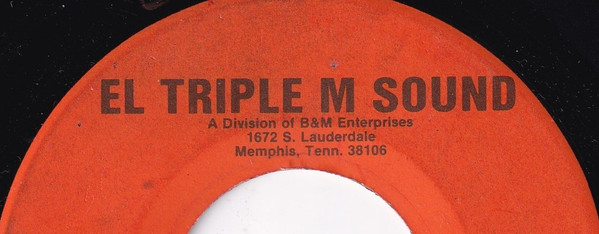 EL TRIPLE M SOUND
A Division of B&M Enterprises
1672 S. Lauderdale
Memphis, Tenn. 38106